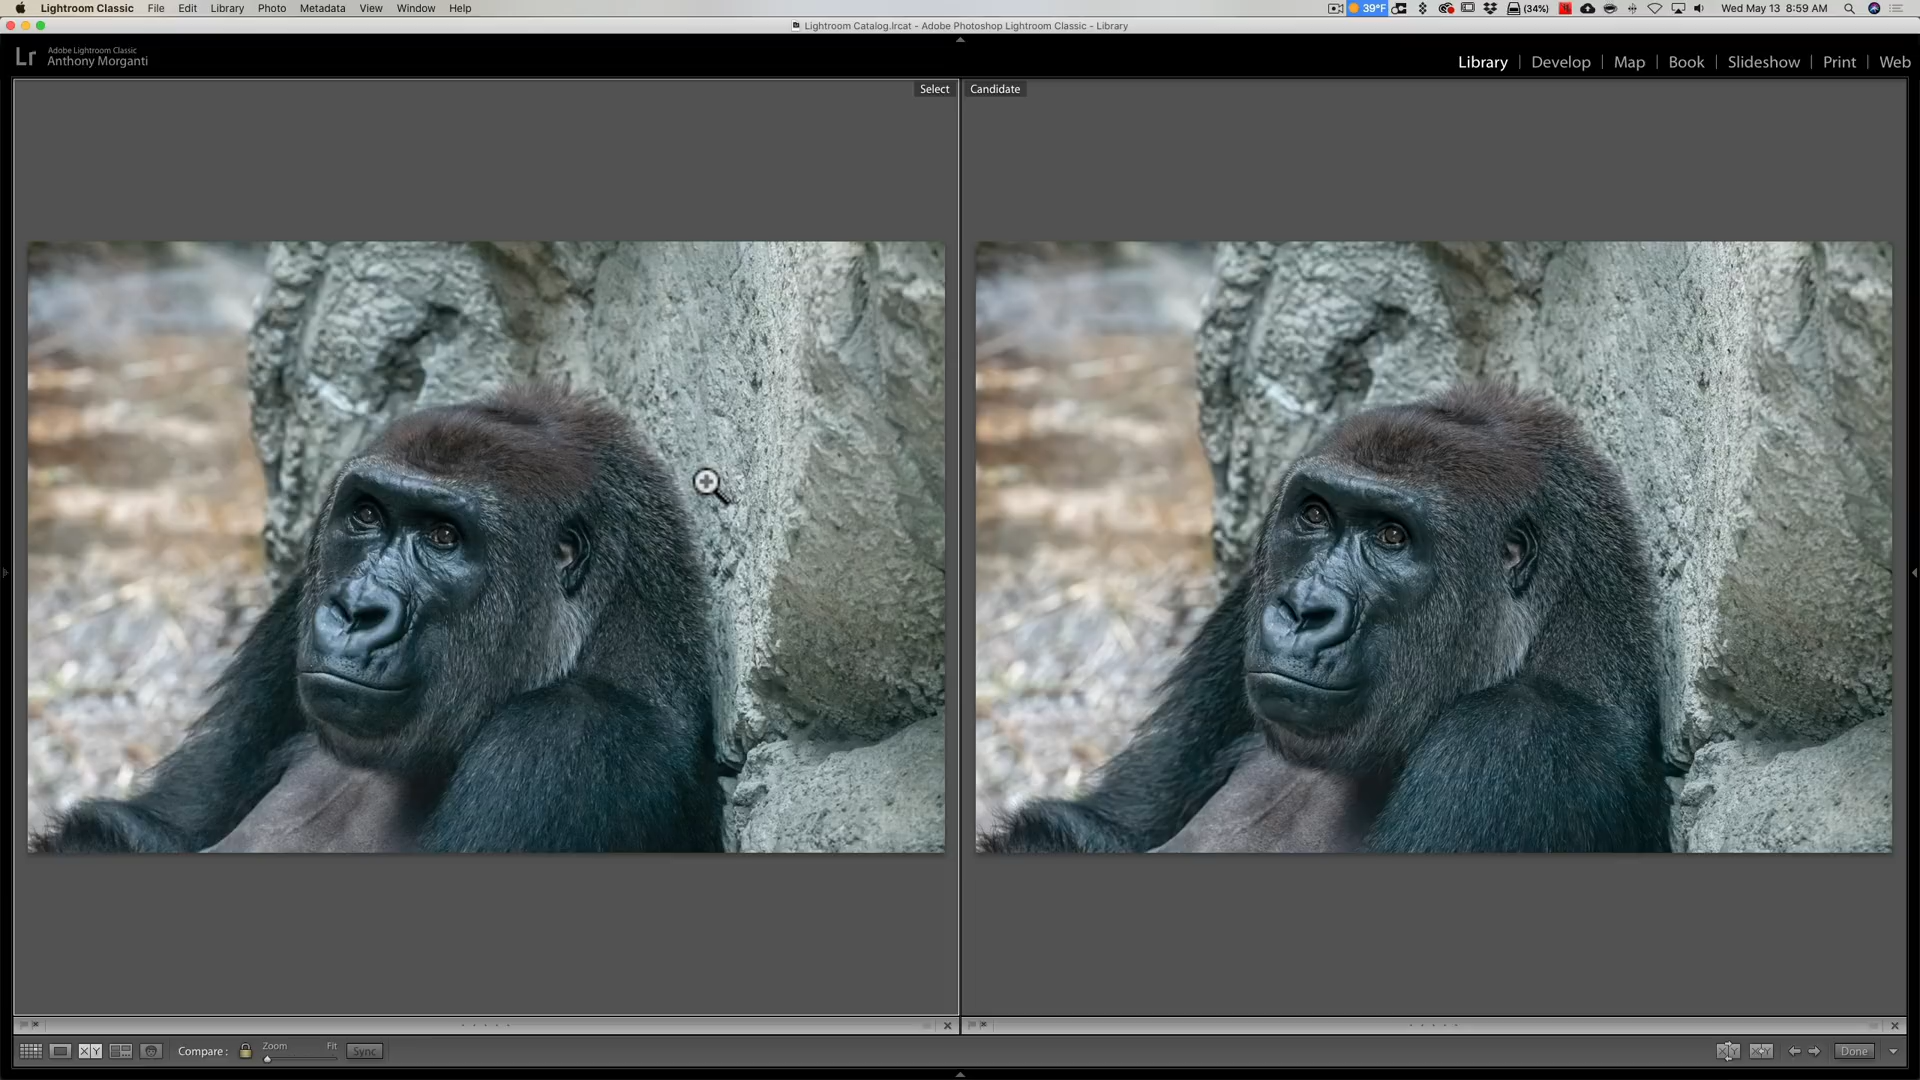 Lightroom Classic File Edit Library Photo Metadata View Window Help 39°F (34%) Wed May 13 8:59 AM
Lightroom Catalog.lrcat - Adobe Photoshop Lightroom Classic - Library
Lr Adobe Lightroom Classic
Anthony Morganti
Library | Develop | Map | Book | Slideshow | Print | Web
Select
Candidate
Compare : Zoom Fit Sync
XY
Done